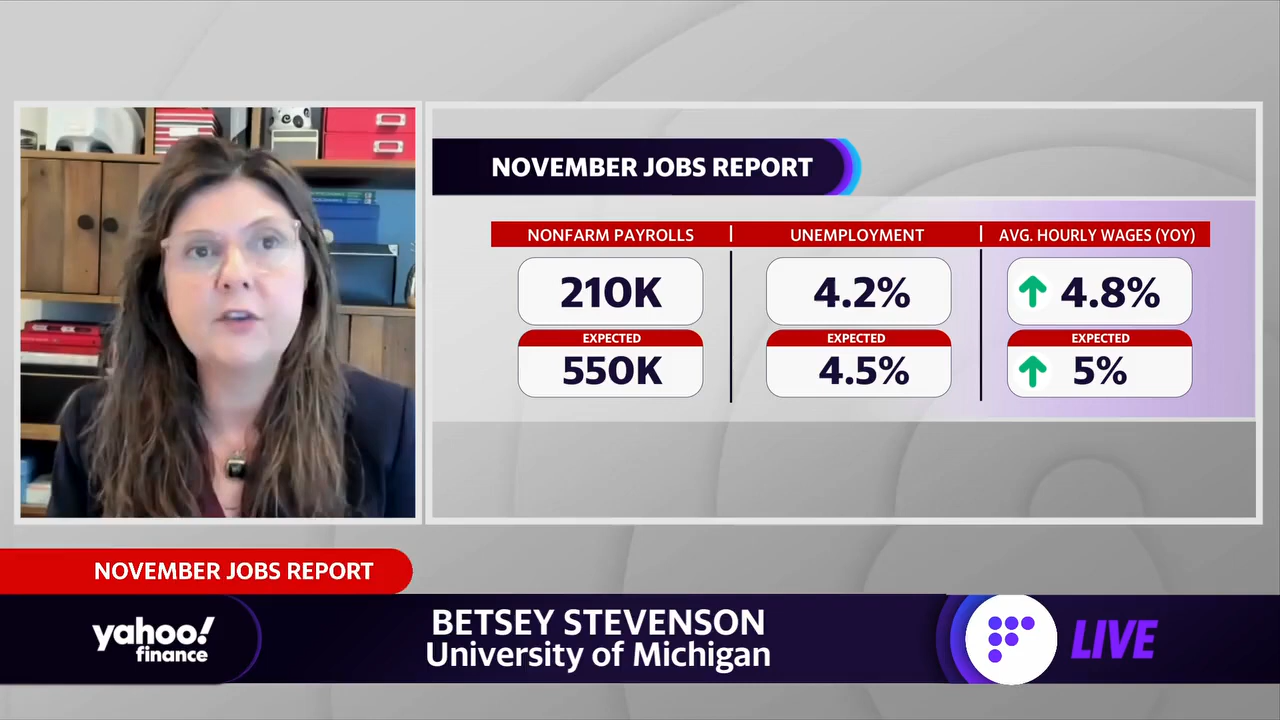 NOVEMBER JOBS REPORT
NONFARM PAYROLLS | UNEMPLOYMENT | AVG. HOURLY WAGES (YOY)
210K 4.2% 4.8%
EXPECTED EXPECTED EXPECTED
550K 4.5% 5%
NOVEMBER JOBS REPORT
yahoo!
finance
BETSEY STEVENSON
University of Michigan
LIVE